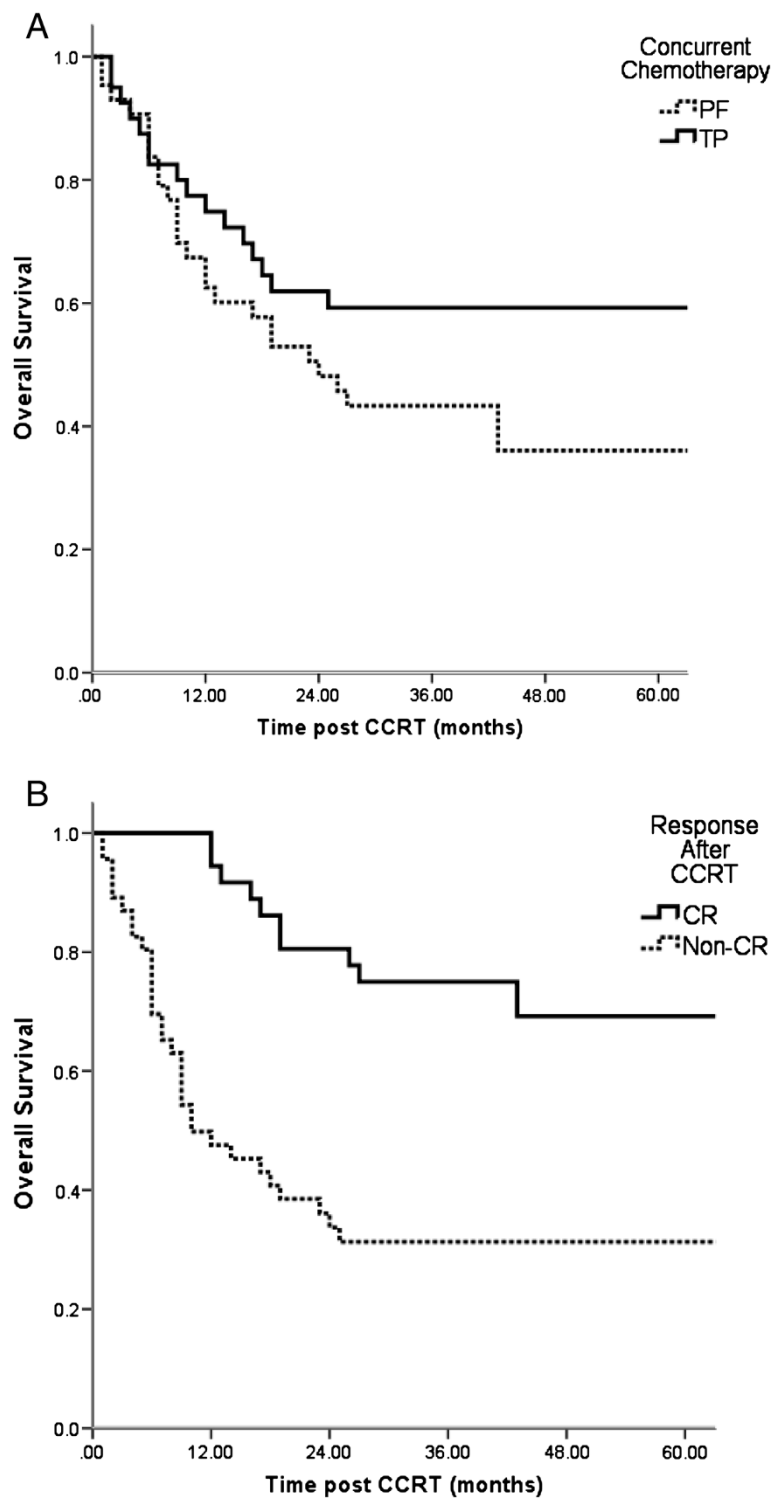 A
Concurrent
Chemotherapy
PF
TP
1.0
0.8
0.6
0.4
0.2
0.0
Overall Survival
.00 12.00 24.00 36.00 48.00 60.00
Time post CCRT (months)
B
Response
After
CCRT
CR
Non-CR
1.0
0.8
0.6
0.4
0.2
0.0
Overall Survival
.00 12.00 24.00 36.00 48.00 60.00
Time post CCRT (months)